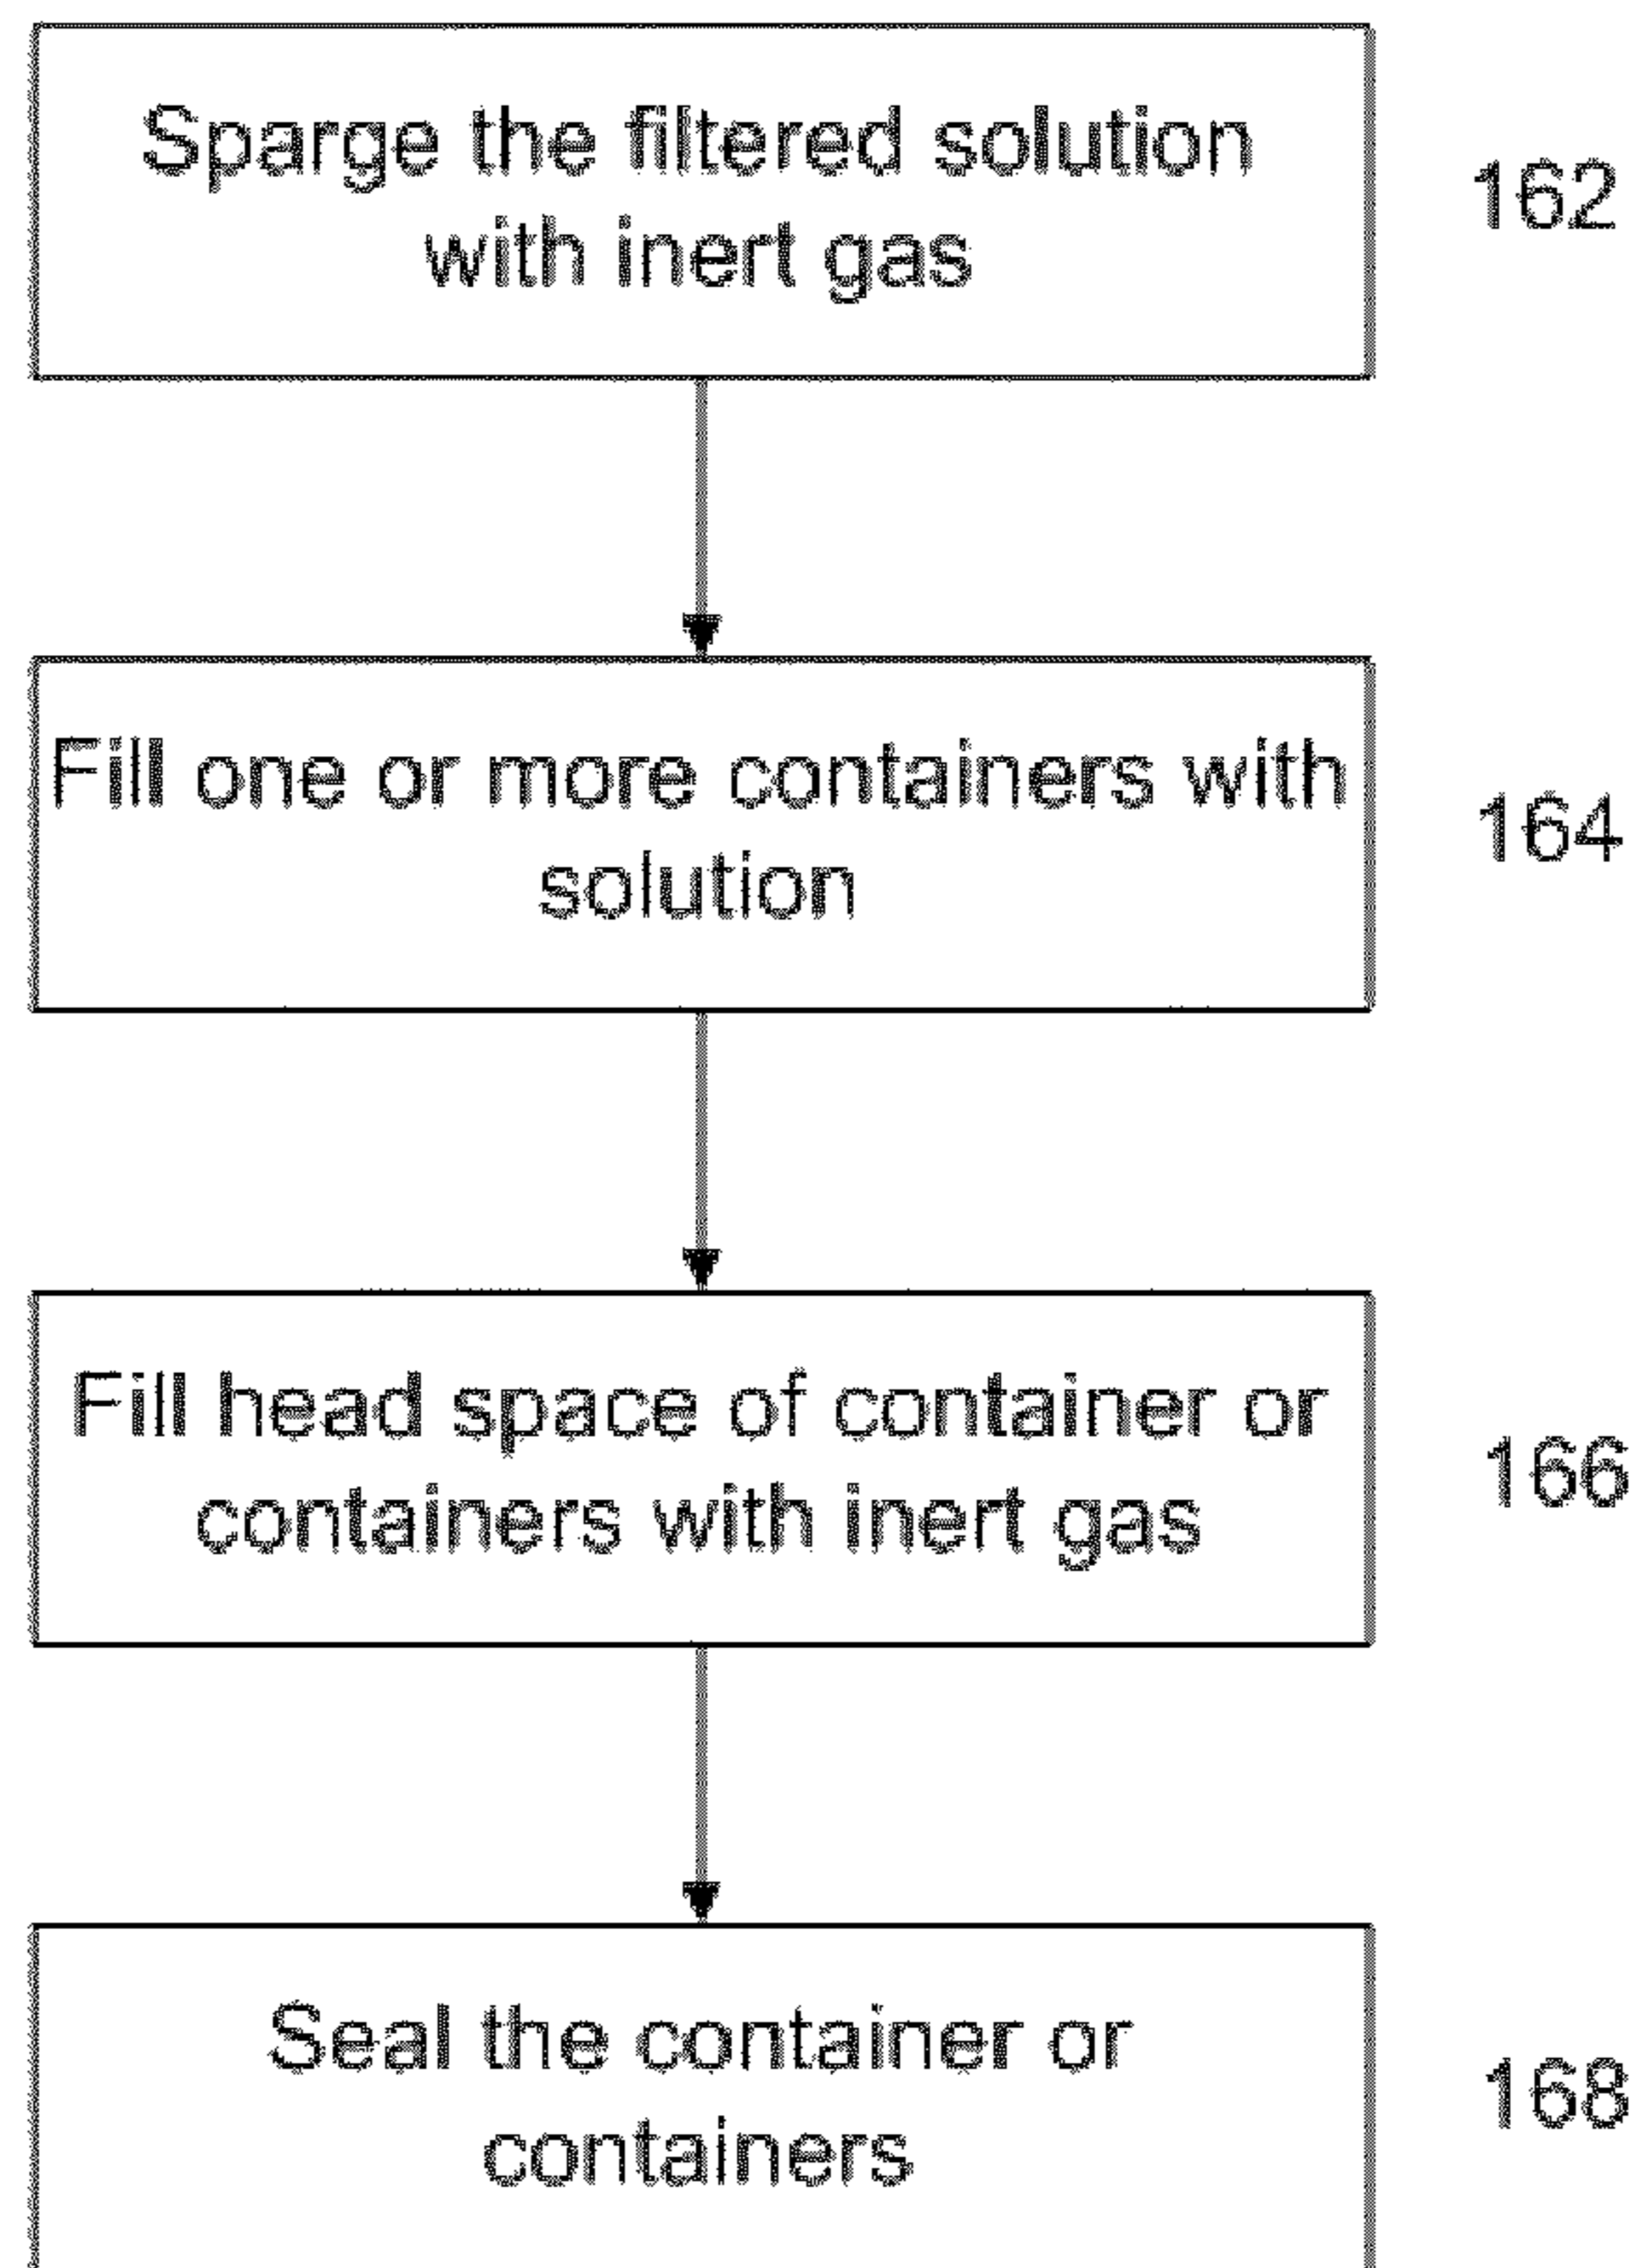 Sparge the filtered solution
with inert gas
162
Fill one or more containers with
solution
164
Fill head space of container or
containers with inert gas
166
Seal the container or
containers
168